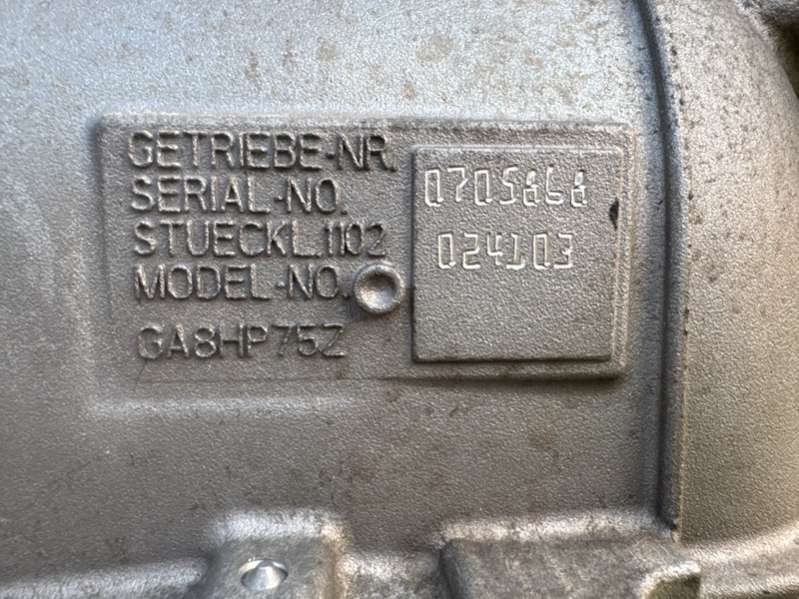 GETRIEBE-NR.
SERIAL-NO.
0705868
STUECKL.1102
024103
MODEL-NO.
GA8HP75Z